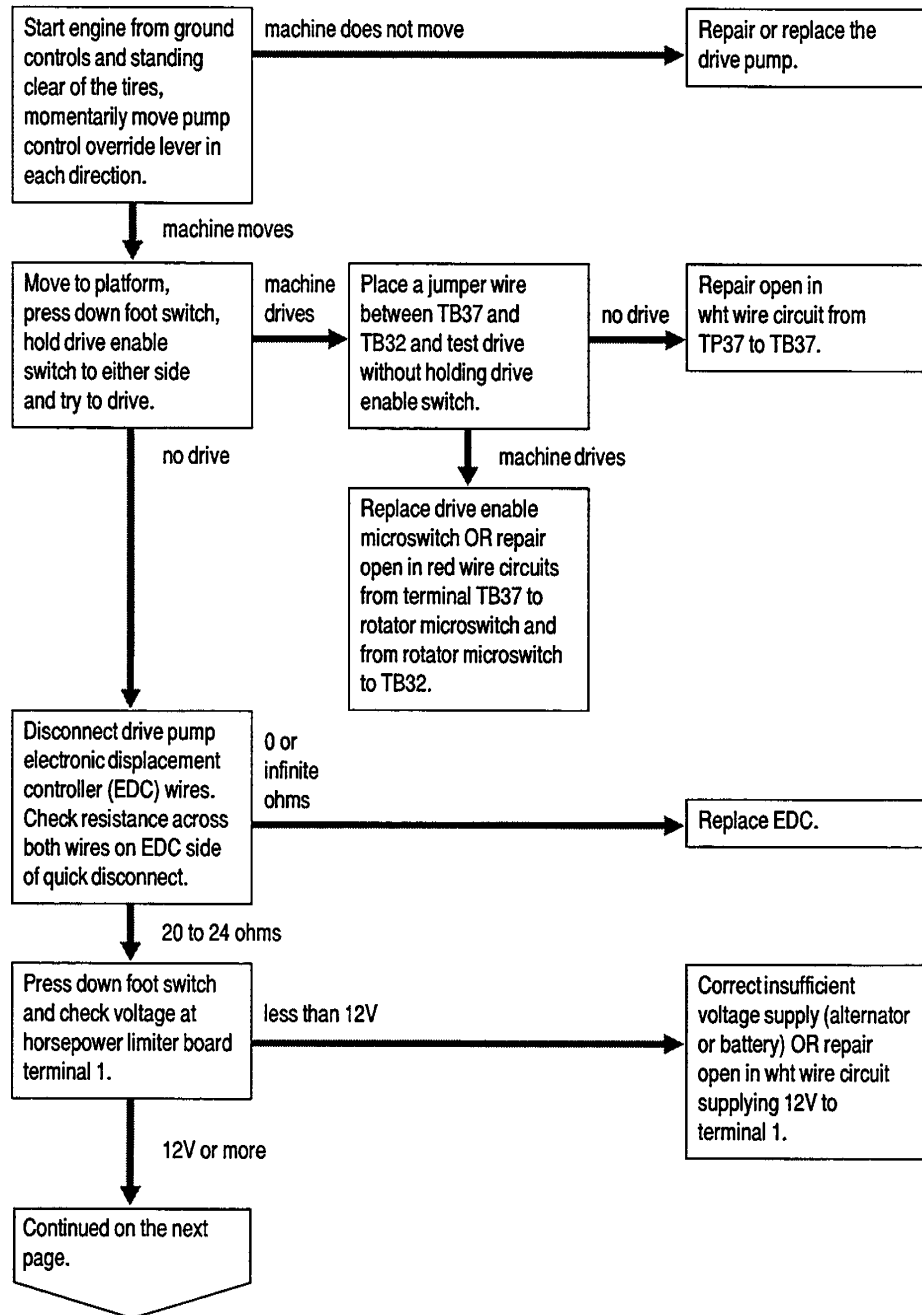 Start engine from ground
controls and standing
clear of the tires,
momentarily move pump
control override lever in
each direction.
machine does not move
Repair or replace the
drive pump.
machine moves
Move to platform,
press down foot switch,
hold drive enable
switch to either side
and try to drive.
machine
drives
Place a jumper wire
between TB37 and
TB32 and test drive
without holding drive
enable switch.
no drive
Repair open in
wht wire circuit from
TP37 to TB37.
no drive
machine drives
Replace drive enable
microswitch OR repair
open in red wire circuits
from terminal TB37 to
rotator microswitch and
from rotator microswitch
to TB32.
Disconnect drive pump
electronic displacement
controller (EDC) wires.
Check resistance across
both wires on EDC side
of quick disconnect.
0 or
infinite
ohms
Replace EDC.
20 to 24 ohms
Press down foot switch
and check voltage at
horsepower limiter board
terminal 1.
less than 12V
Correct insufficient
voltage supply (alternator
or battery) OR repair
open in wht wire circuit
supplying 12V to
terminal 1.
12V or more
Continued on the next
page.